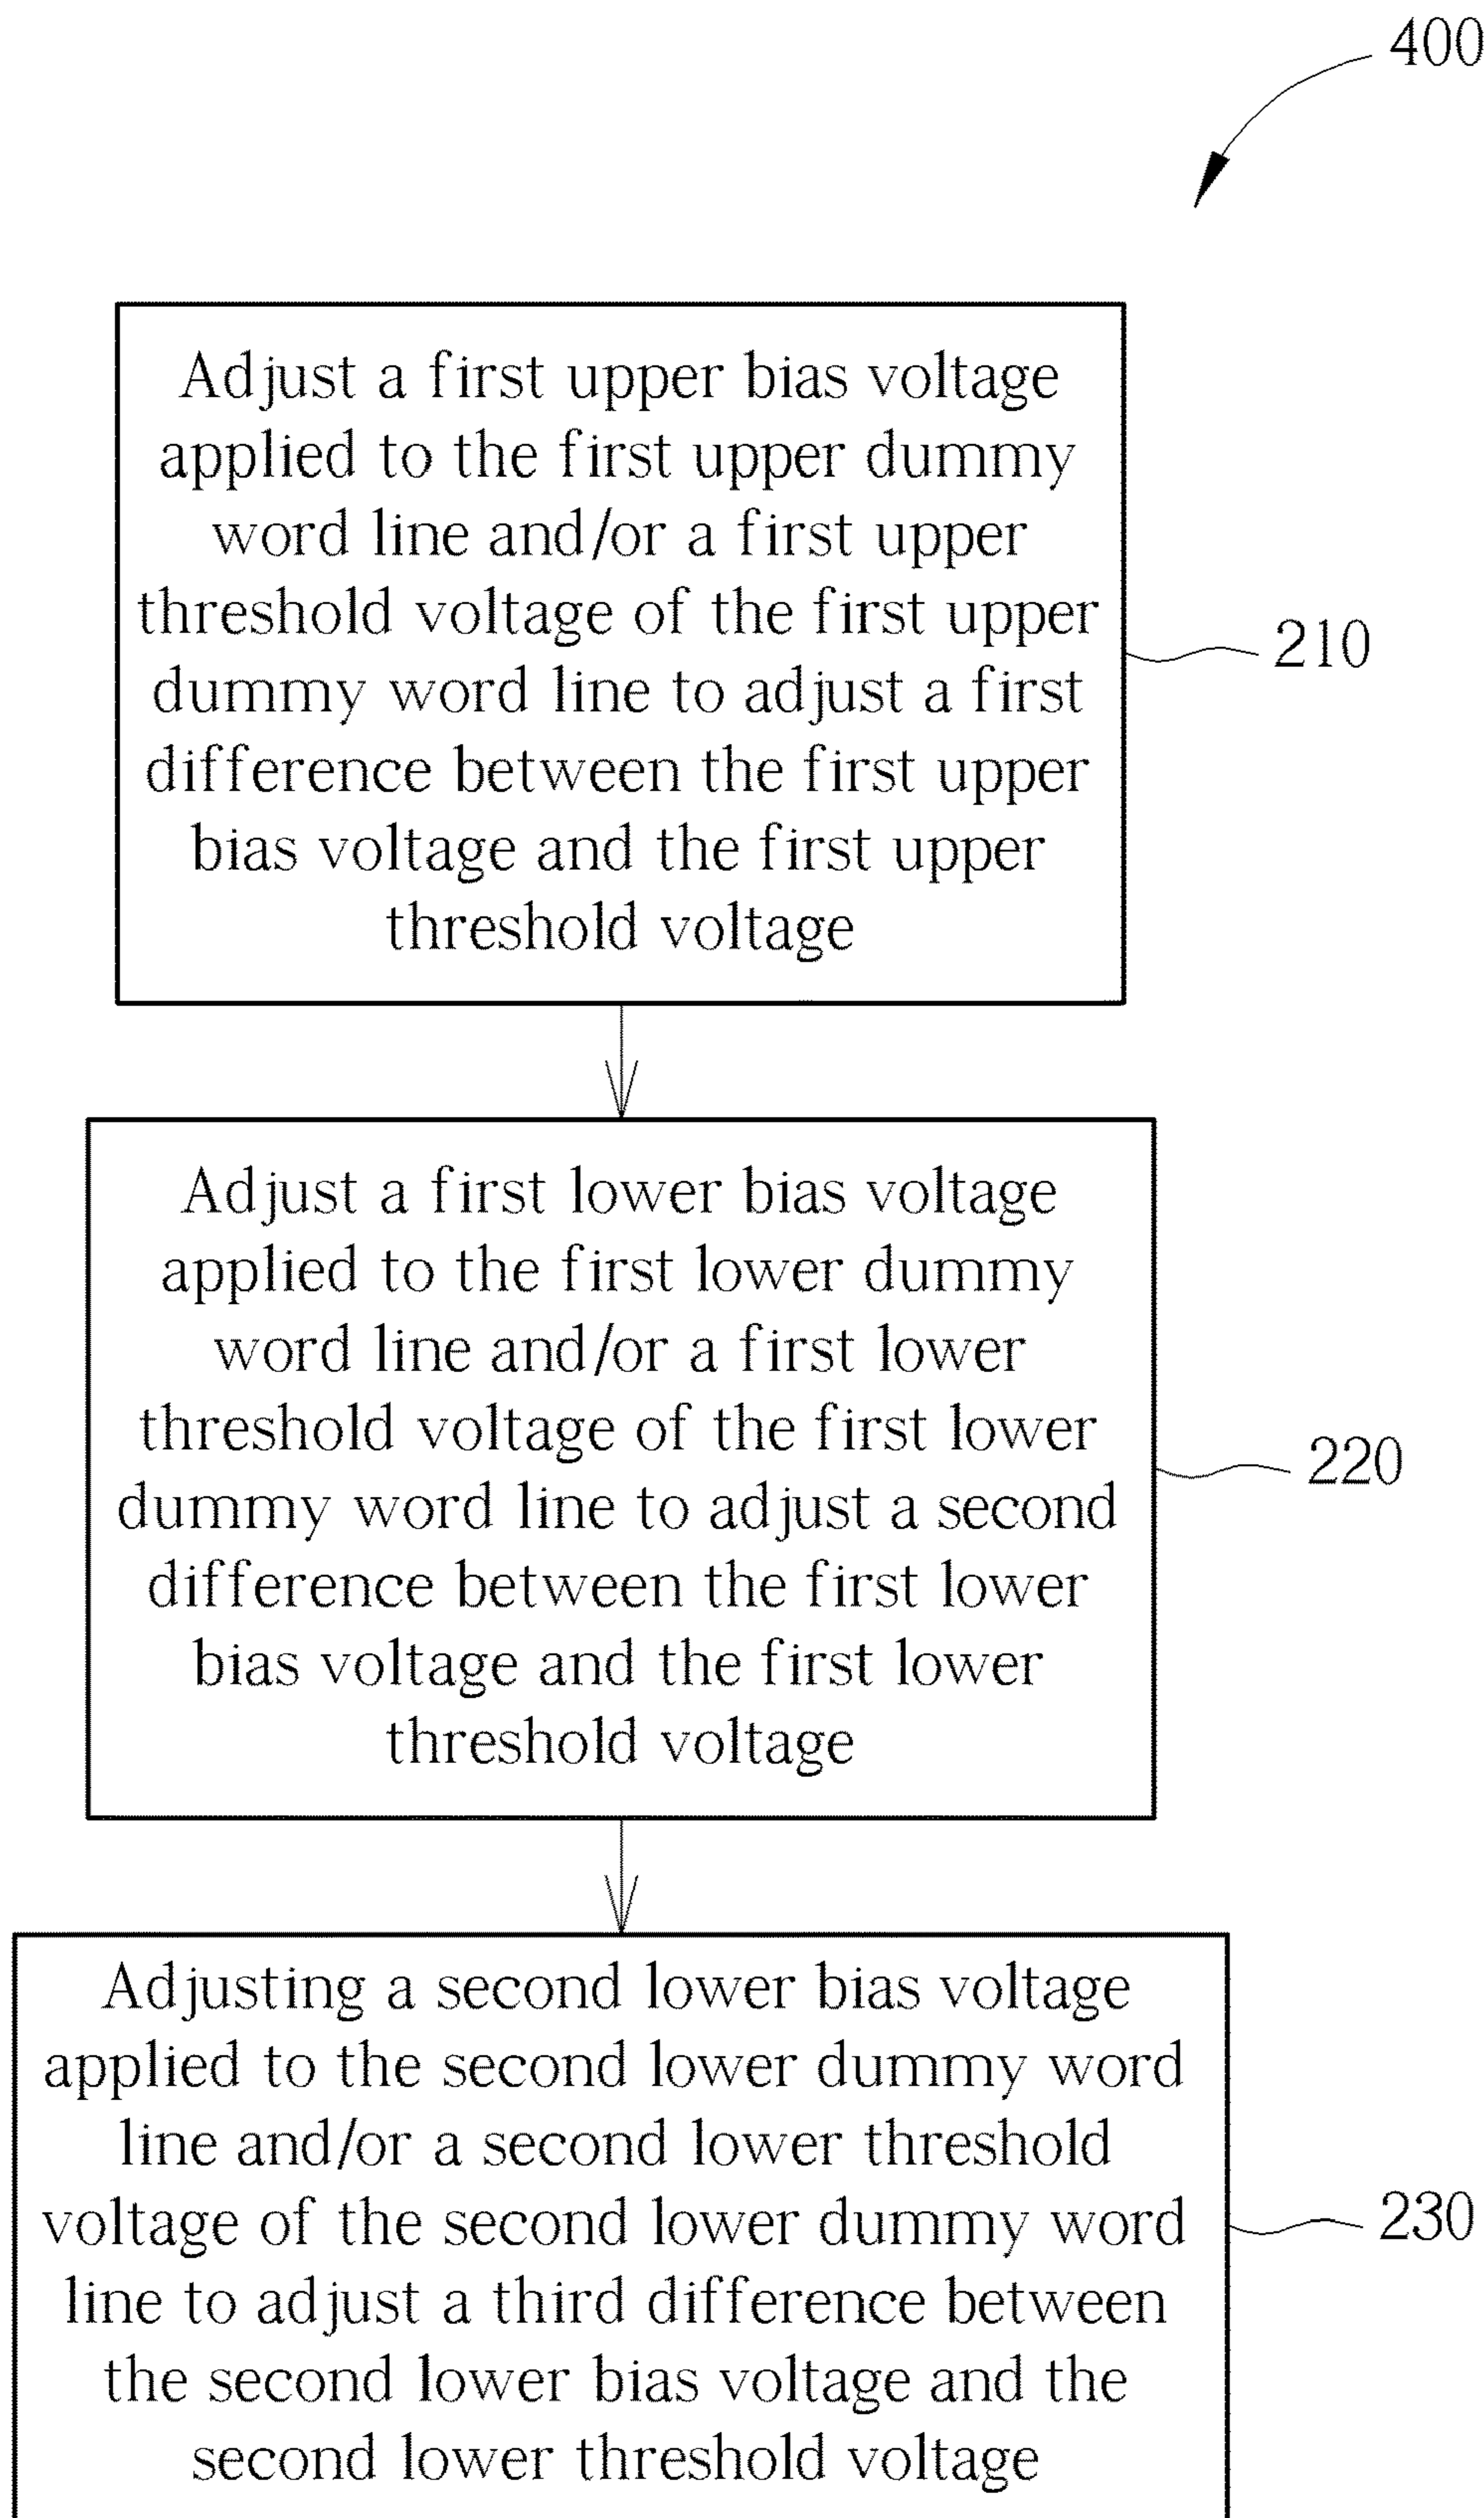 400
Adjust a first upper bias voltage
applied to the first upper dummy
word line and/or a first upper
threshold voltage of the first upper
dummy word line to adjust a first
difference between the first upper
bias voltage and the first upper
threshold voltage
210
Adjust a first lower bias voltage
applied to the first lower dummy
word line and/or a first lower
threshold voltage of the first lower
dummy word line to adjust a second
difference between the first lower
bias voltage and the first lower
threshold voltage
220
Adjusting a second lower bias voltage
applied to the second lower dummy word
line and/or a second lower threshold
voltage of the second lower dummy word
line to adjust a third difference between
the second lower bias voltage and the
second lower threshold voltage
230